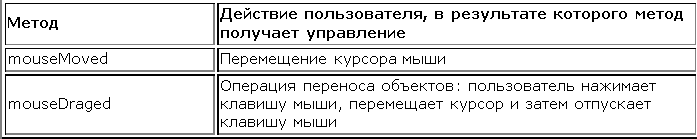 Метод
Действие пользователя, в результате которого метод
получает управление
mouseMoved
Перемещение курсора мыши
mouseDraged
Операция переноса объектов: пользователь нажимает
клавишу мыши, перемещает курсор и затем отпускает
клавишу мыши